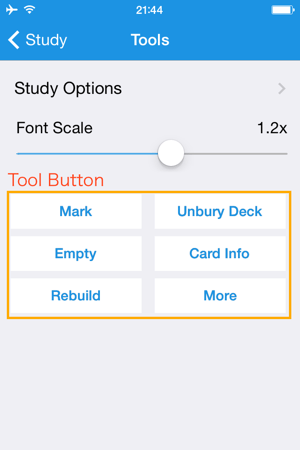 21:44
Study Tools
Study Options
Font Scale 1.2x
Tool Button
Mark Unbury Deck
Empty Card Info
Rebuild More